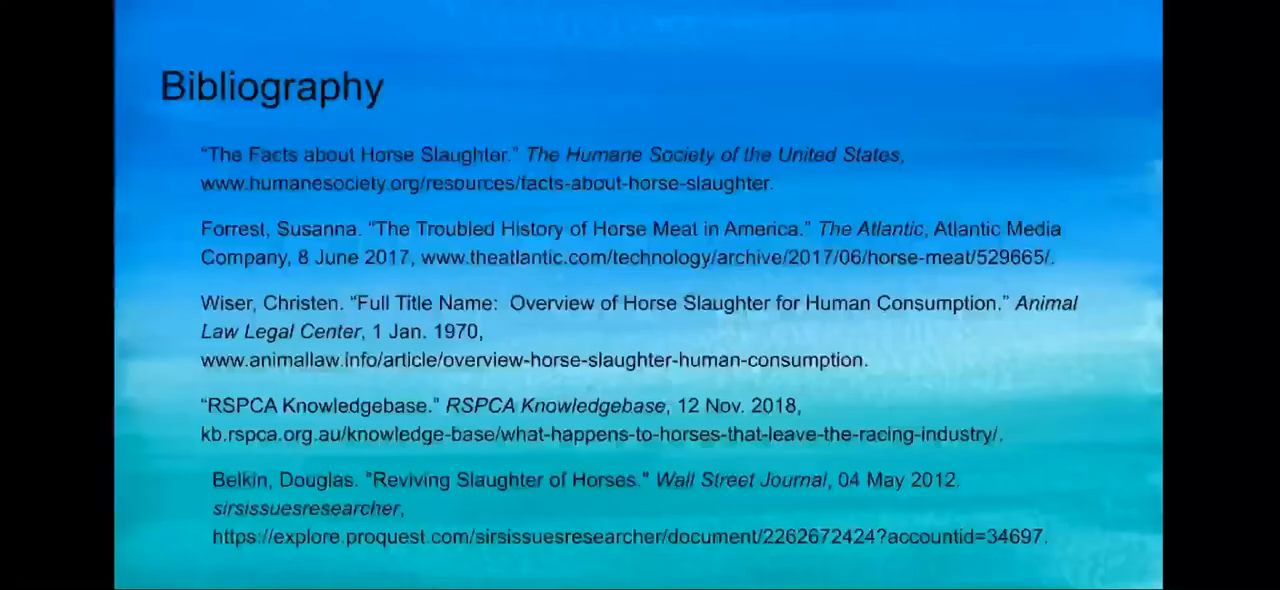 Bibliography
“The Facts about Horse Slaughter.” The Humane Society of the United States,
www.humanesociety.org/resources/facts-about-horse-slaughter.
Forrest, Susanna. “The Troubled History of Horse Meat in America.” The Atlantic, Atlantic Media
Company, 8 June 2017, www.theatlantic.com/technology/archive/2017/06/horse-meat/529665/.
Wiser, Christen. “Full Title Name:  Overview of Horse Slaughter for Human Consumption.” Animal
Law Legal Center, 1 Jan. 1970,
www.animallaw.info/article/overview-horse-slaughter-human-consumption.
“RSPCA Knowledgebase.” RSPCA Knowledgebase, 12 Nov. 2018,
kb.rspca.org.au/knowledge-base/what-happens-to-horses-that-leave-the-racing-industry/.
Belkin, Douglas. "Reviving Slaughter of Horses." Wall Street Journal, 04 May 2012.
sirsissuesresearcher,
https://explore.proquest.com/sirsissuesresearcher/document/2262672424?accountid=34697.